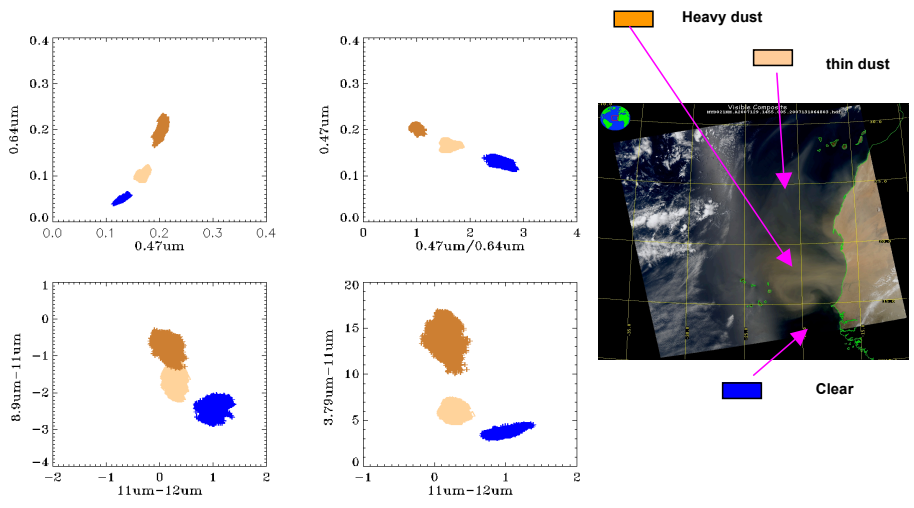 Heavy dust
thin dust
Clear
Visible Composite
0.4
0.3
0.2
0.1
0.0
0.64um
0.0 0.1 0.2 0.3 0.4
0.47um
0.4
0.3
0.2
0.1
0.0
0.47um
0 1 2 3 4
0.47um/0.64um
1
0
−1
−2
−3
−4
8.9um−11um
−2 −1 0 1 2
11um−12um
20
15
10
5
0
3.79um−11um
−1 0 1 2
11um−12um